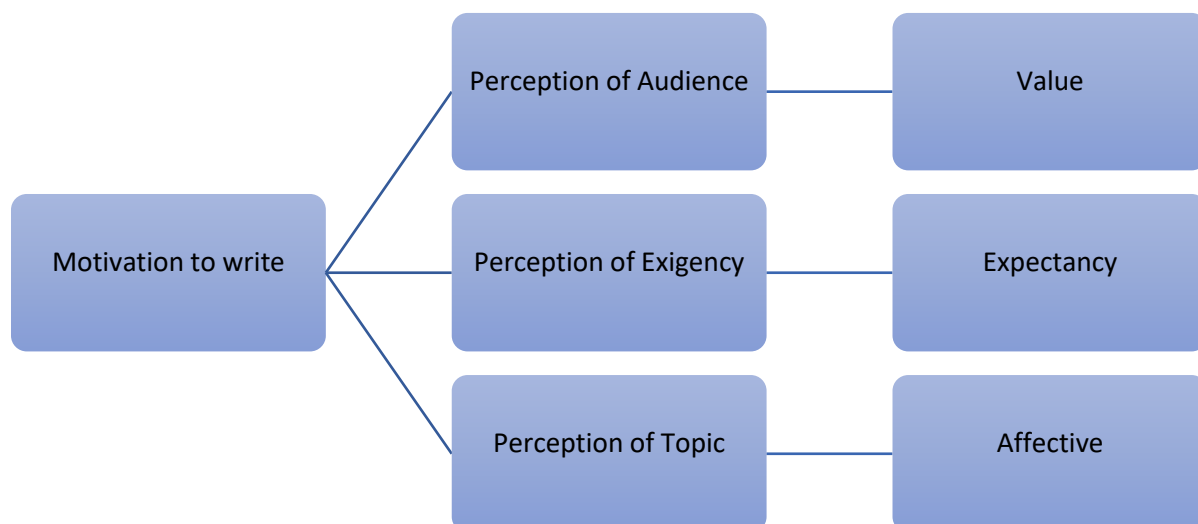 Perception of Audience
Value
Motivation to write
Perception of Exigency
Expectancy
Perception of Topic
Affective